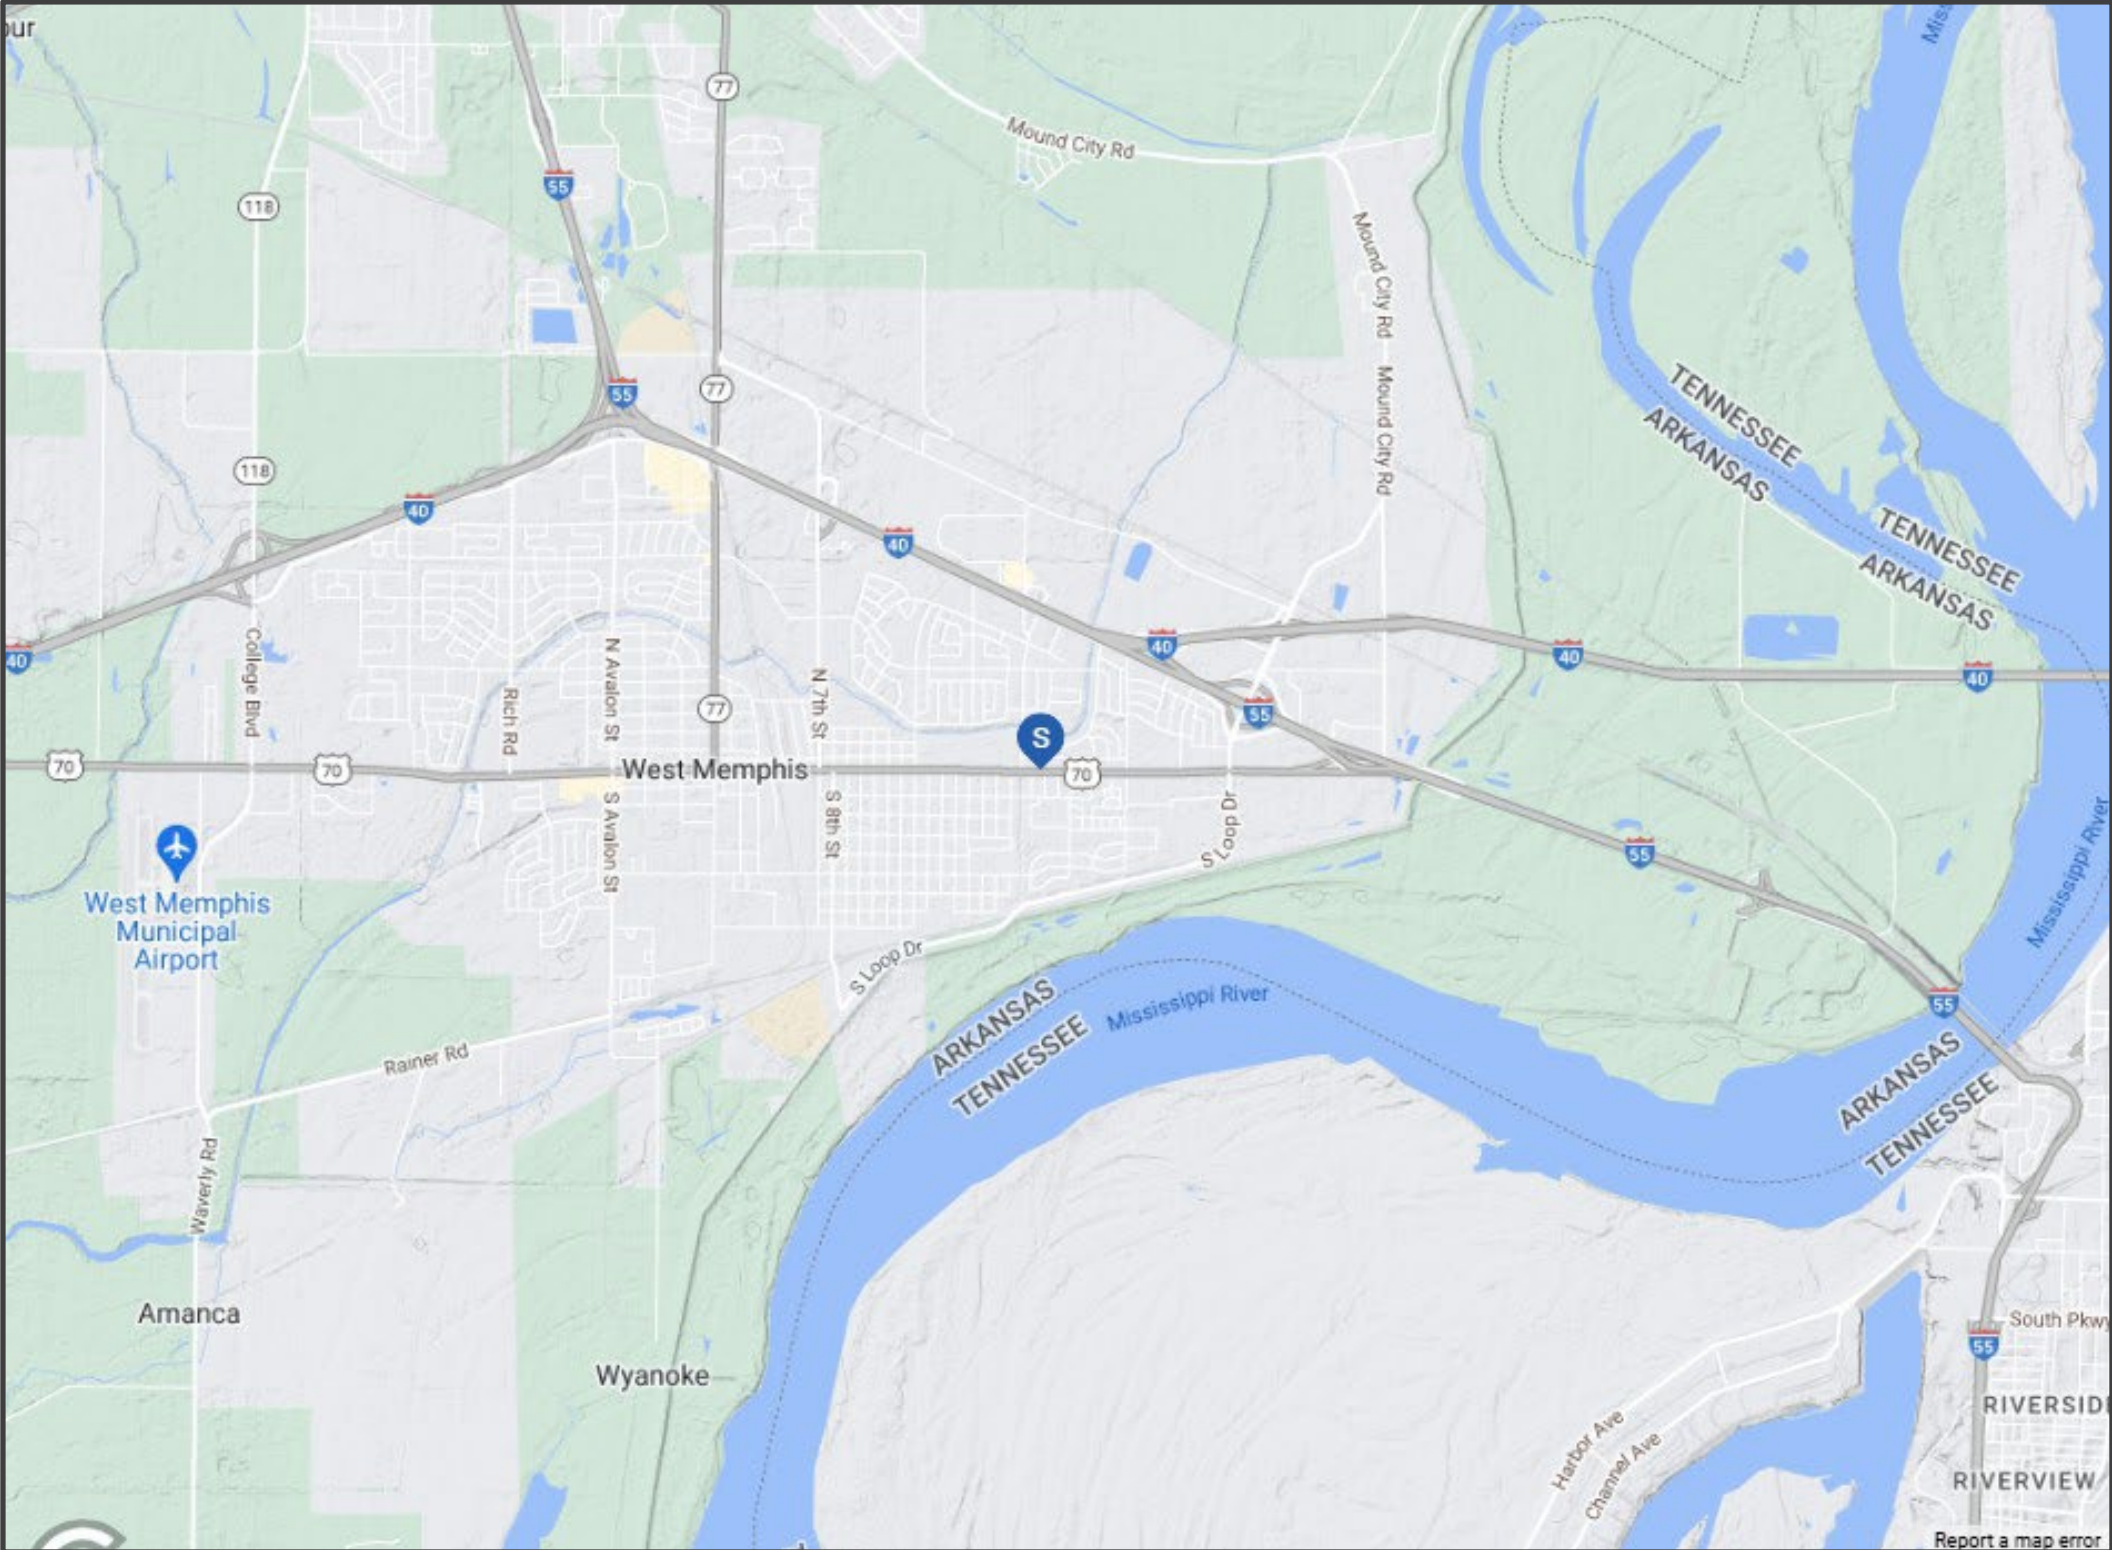 our
Miss
77
Mound City Rd
55
118
Mound City Rd
55
77
Mound City Rd
TENNESSEE
ARKANSAS
118
40
40
TENNESSEE
ARKANSAS
40
40
40
40
College Blvd
N Avalon St
N 7th St
Rich Rd
77
55
S
70
70
West Memphis
70
S Avalon St
S 8th St
S Loop Dr
55
Mississippi River
West Memphis
Municipal
Airport
S Loop Dr
ARKANSAS
TENNESSEE
Mississippi River
55
ARKANSAS
TENNESSEE
Rainer Rd
Waverly Rd
Amanca
Wyanoke
South Pkwy
55
RIVERSID
Harbor Ave
Channel Ave
RIVERVIEW
Report a map error